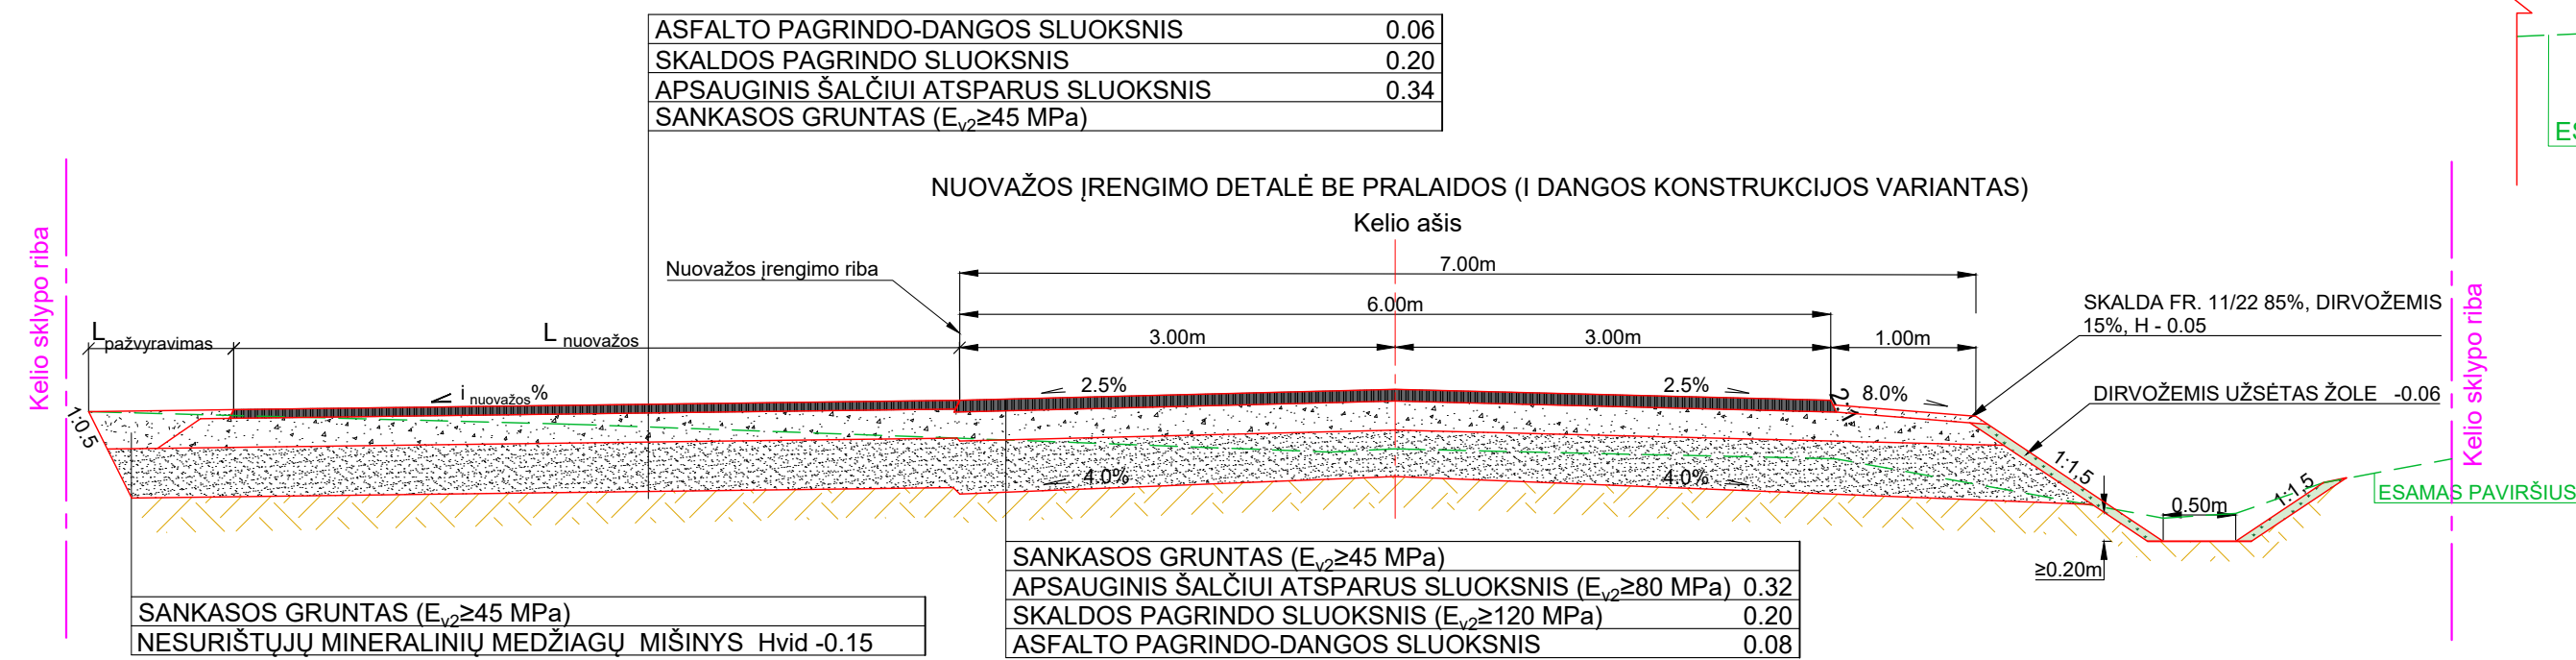 ASFALTO PAGRINDO-DANGOS SLUOKSNIS 0.06
SKALDOS PAGRINDO SLUOKSNIS 0.20
APSAUGINIS ŠALČIUI ATSPARUS SLUOKSNIS 0.34
SANKASOS GRUNTAS (Ev2≥45 MPa)
NUOVAŽOS ĮRENGIMO DETALĖ BE PRALAIDOS (I DANGOS KONSTRUKCIJOS VARIANTAS)
Kelio ašis
Kelio sklypo riba
Nuovažos įrengimo riba
7.00m
6.00m
3.00m
3.00m
1.00m
Lpažvyravimas
L nuovažos
SKALDA FR. 11/22 85%, DIRVOŽEMIS
15%, H - 0.05
Kelio sklypo riba
i nuovažos%
2.5%
2.5%
8.0%
DIRVOŽEMIS UŽSĖTAS ŽOLE -0.06
1:0.5
4.0%
4.0%
1:1,5
0.50m
1:1,5
ESAMAS PAVIRŠIUS
≥0.20m
SANKASOS GRUNTAS (Ev2≥45 MPa)
APSAUGINIS ŠALČIUI ATSPARUS SLUOKSNIS (Ev2≥80 MPa) 0.32
SKALDOS PAGRINDO SLUOKSNIS (Ev2≥120 MPa) 0.20
ASFALTO PAGRINDO-DANGOS SLUOKSNIS 0.08
SANKASOS GRUNTAS (Ev2≥45 MPa)
NESURIŠTŲJŲ MINERALINIŲ MEDŽIAGŲ MIŠINYS Hvid -0.15